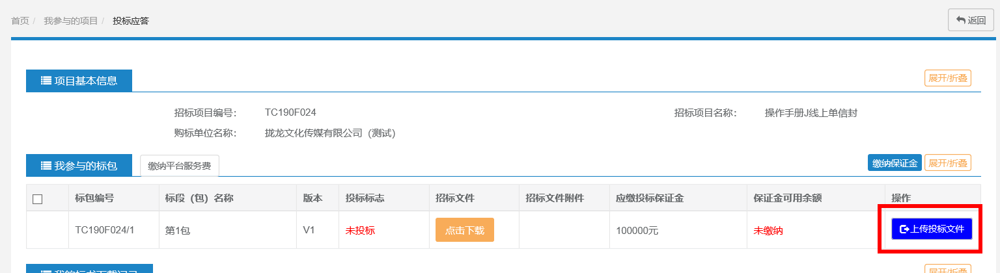 首页 / 我参与的项目 / 投标应答
返回
项目基本信息
展开/折叠
招标项目编号: TC190F024
招标项目名称: 操作手册J线上单信封
购标单位名称: 拢龙文化传媒有限公司（测试）
我参与的标包
缴纳平台服务费
缴纳保证金
展开/折叠
标包编号 标段（包）名称 版本 投标标志 招标文件 招标文件附件 应缴投标保证金 保证金可用余额 操作
TC190F024/1 第1包 V1 未投标 点击下载 100000元 未缴纳 上传投标文件
展开/折叠